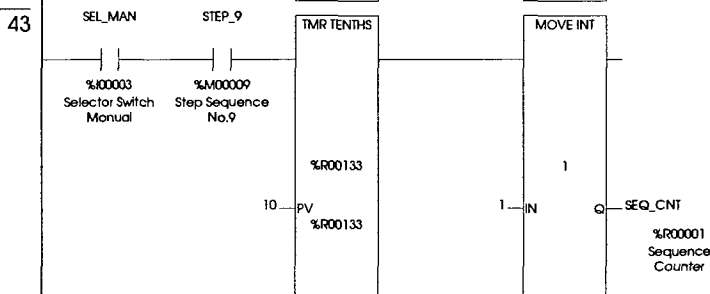 43
SEL_MAN STEP_9 TMR TENTHS MOVE INT
%I00003 %M00009
Selector Switch Step Sequence
Monual No.9
%R00133 1
10 PV 1 IN Q SEQ_CNT
%R00133
%R00001
Sequence
Counter